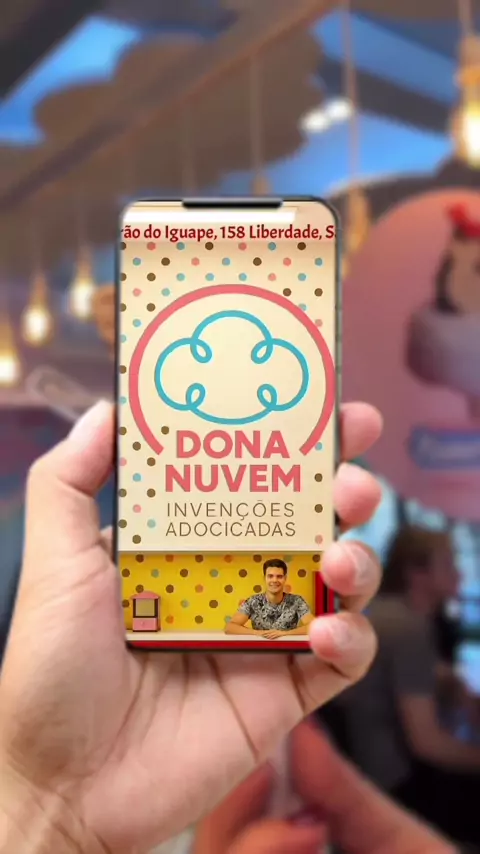 rão do Iguape, 158 Liberdade, S
DONA
NUVEM
INVENÇÕES
ADOCICADAS